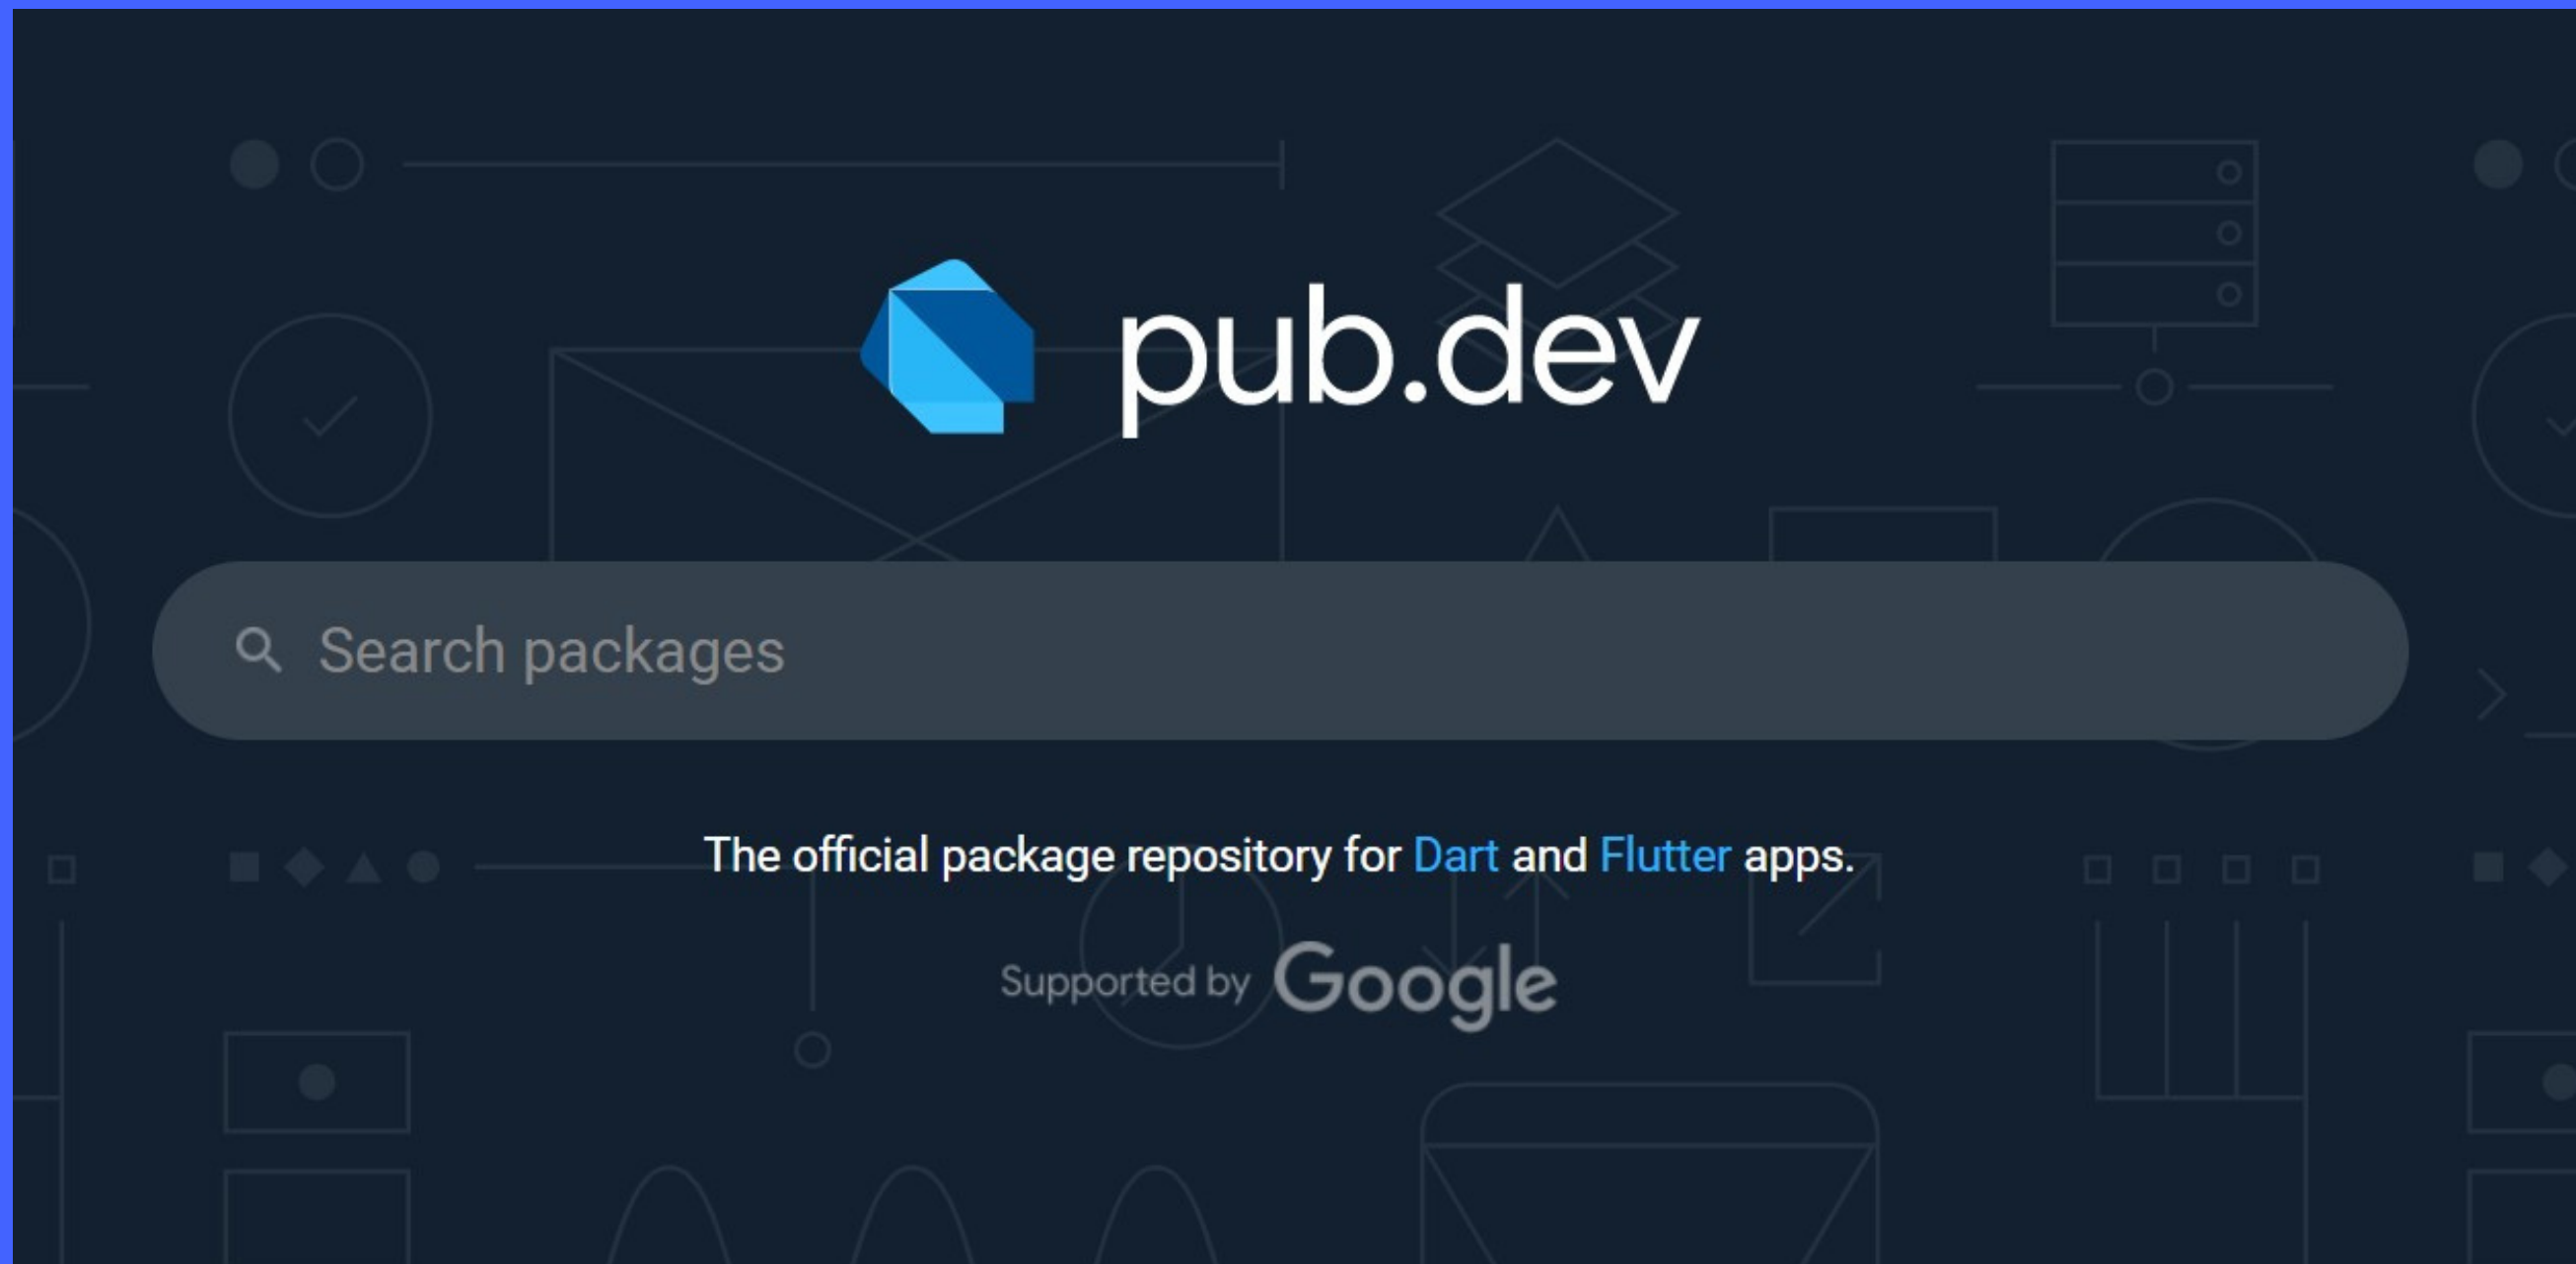 pub.dev
Search packages
The official package repository for Dart and Flutter apps.
Supported by Google